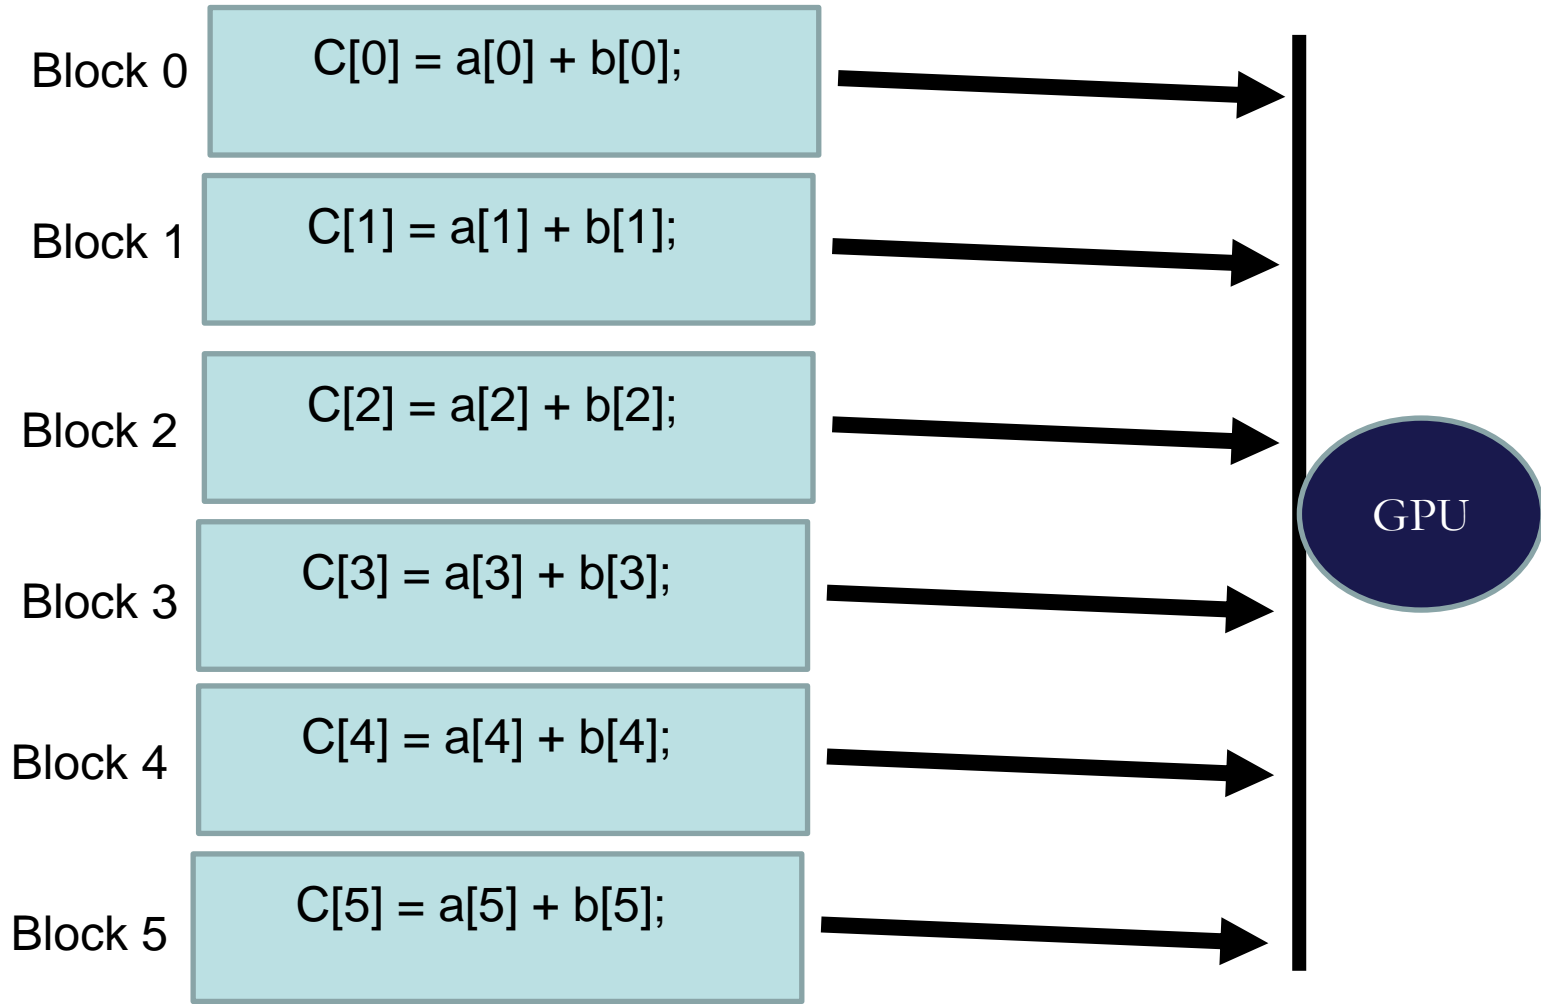 Block 0
C[0] = a[0] + b[0];
Block 1
C[1] = a[1] + b[1];
Block 2
C[2] = a[2] + b[2];
GPU
Block 3
C[3] = a[3] + b[3];
Block 4
C[4] = a[4] + b[4];
Block 5
C[5] = a[5] + b[5];